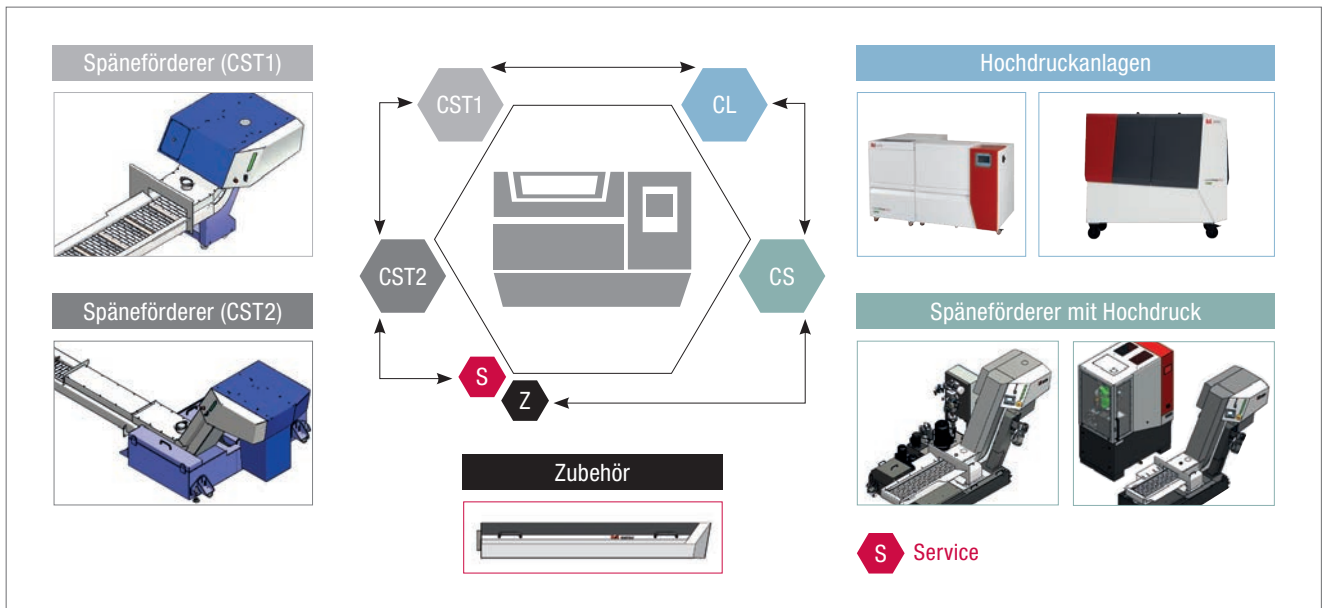 Späneförderer (CST1)
CST1
CL
Hochdruckanlagen
CST2
CS
Späneförderer (CST2)
Späneförderer mit Hochdruck
S
Z
Zubehör
S Service